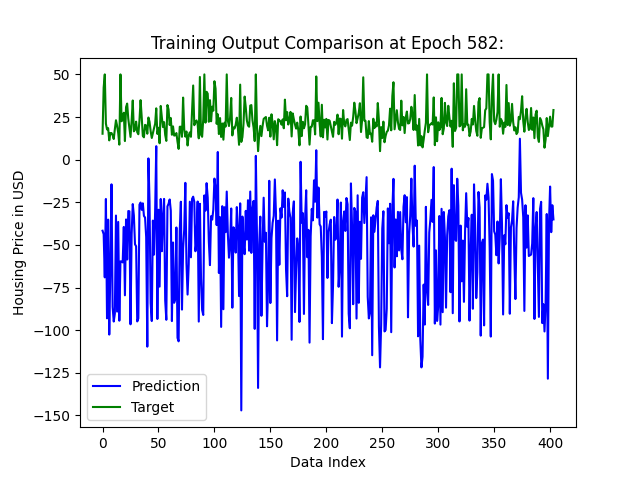 Training Output Comparison at Epoch 582:
Housing Price in USD
50
25
0
−25
−50
−75
−100
−125
−150
Prediction
Target
0 50 100 150 200 250 300 350 400
Data Index